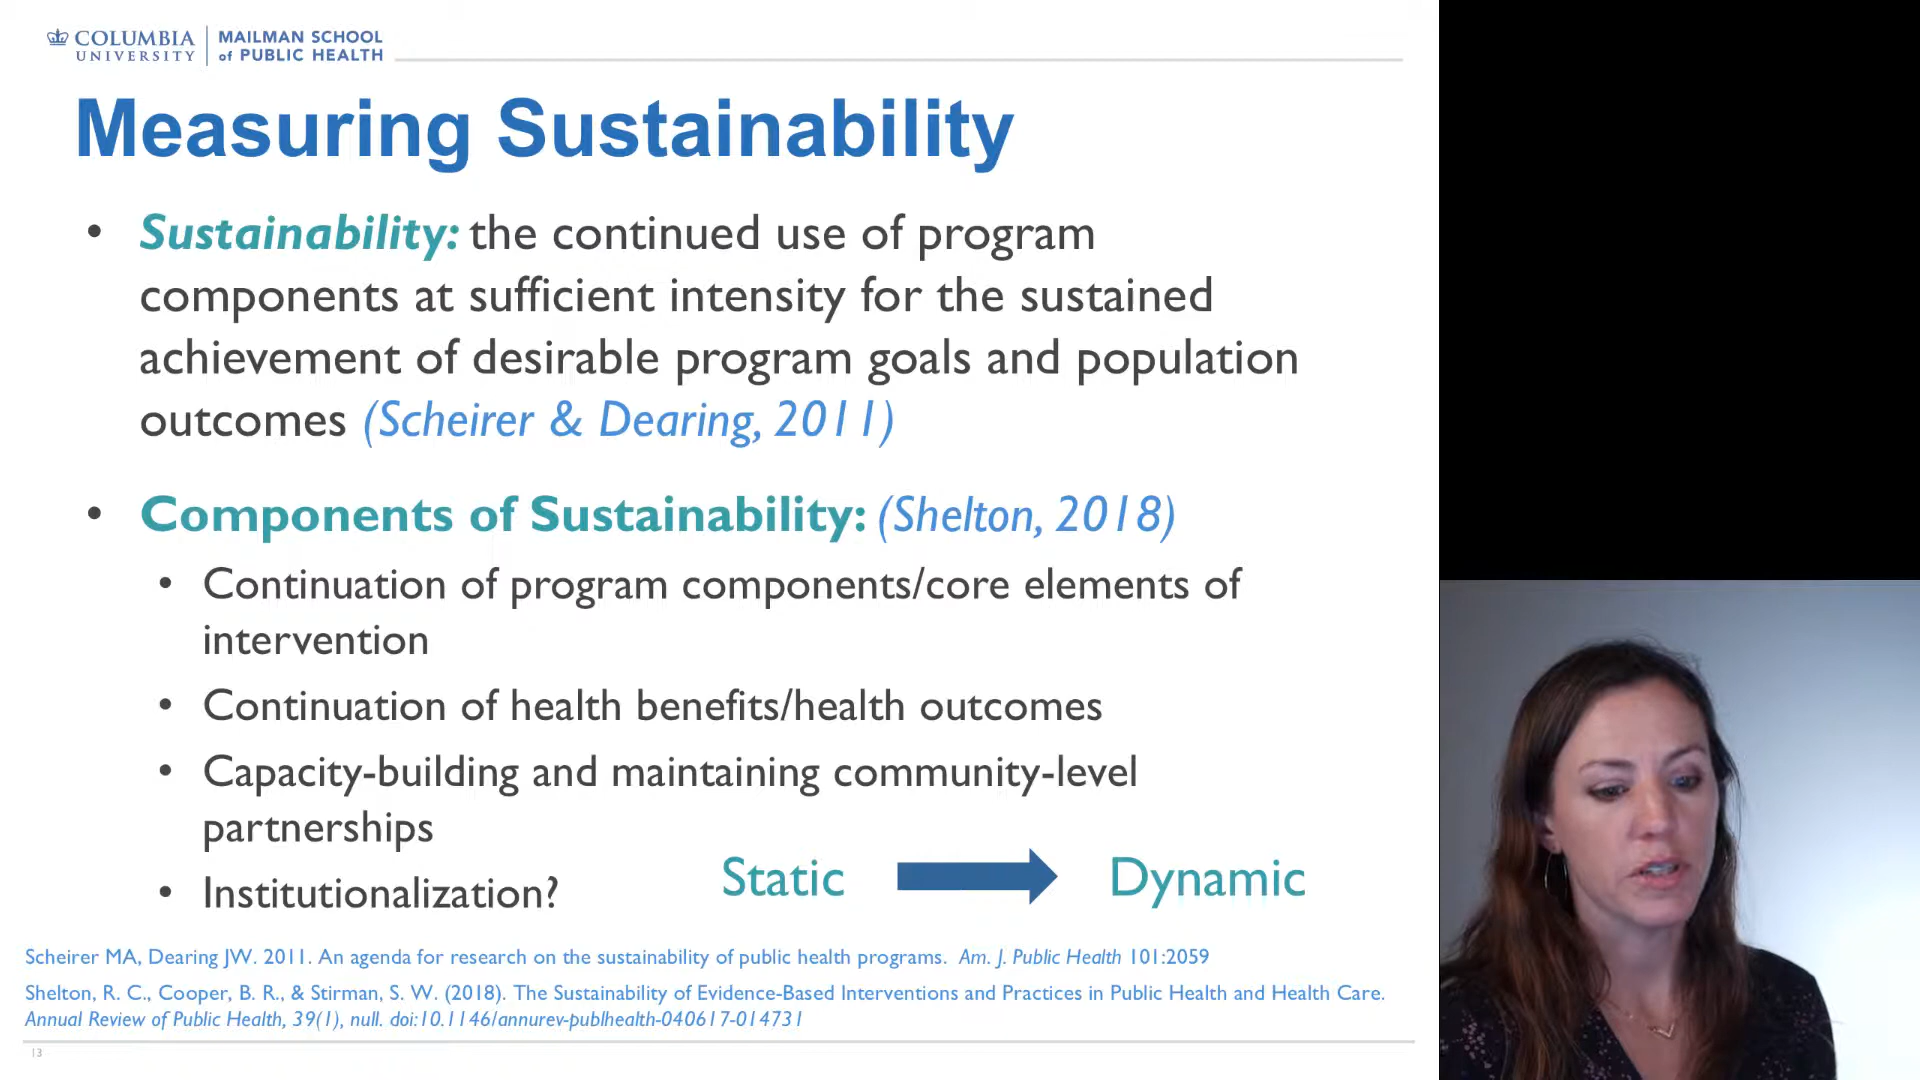 COLUMBIA UNIVERSITY
MAILMAN SCHOOL of PUBLIC HEALTH
Measuring Sustainability
• Sustainability: the continued use of program
components at sufficient intensity for the sustained
achievement of desirable program goals and population
outcomes (Scheirer & Dearing, 2011)
• Components of Sustainability: (Shelton, 2018)
• Continuation of program components/core elements of
intervention
• Continuation of health benefits/health outcomes
• Capacity-building and maintaining community-level
partnerships
• Institutionalization?
Static Dynamic
Scheirer MA, Dearing JW. 2011. An agenda for research on the sustainability of public health programs. Am. J. Public Health 101:2059
Shelton, R. C., Cooper, B. R., & Stirman, S. W. (2018). The Sustainability of Evidence-Based Interventions and Practices in Public Health and Health Care.
Annual Review of Public Health, 39(1), null. doi:10.1146/annurev-publhealth-040617-014731
13